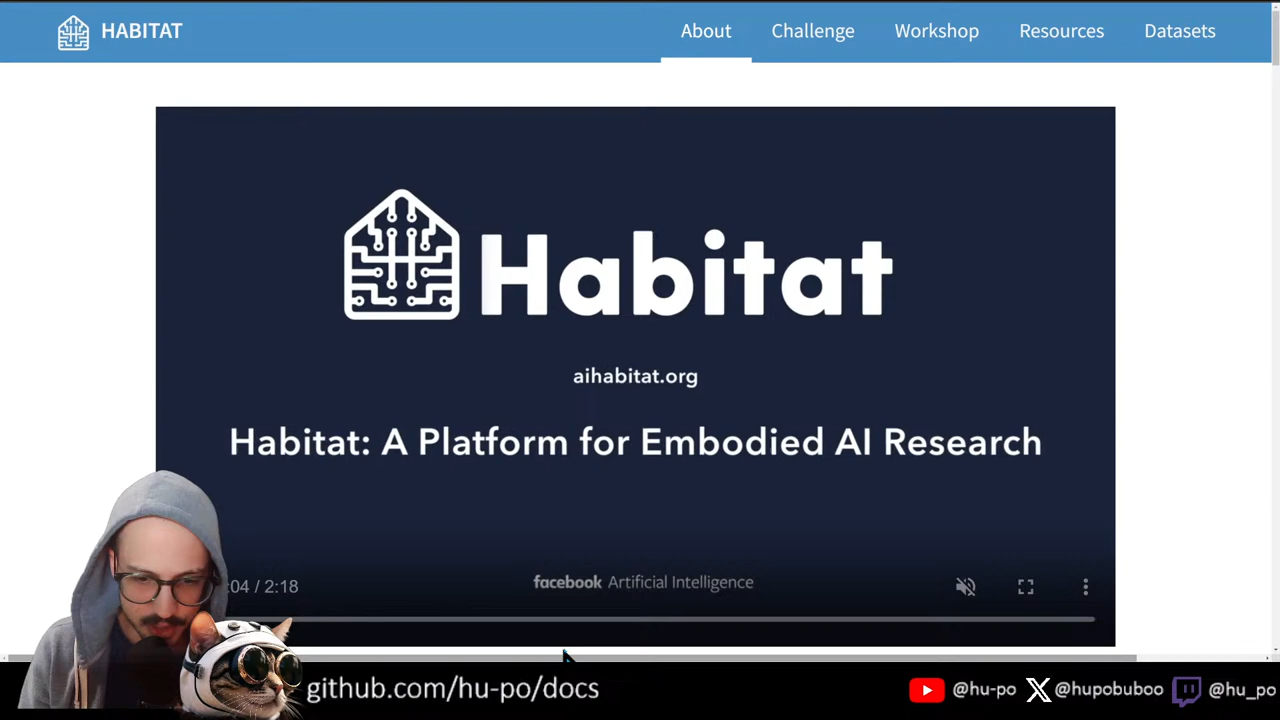 HABITAT
About
Challenge
Workshop
Resources
Datasets
Habitat
aihabitat.org
Habitat: A Platform for Embodied AI Research
:04 / 2:18
facebook Artificial Intelligence
github.com/hu-po/docs
@hu-po
@hupobuboo
@hu_po